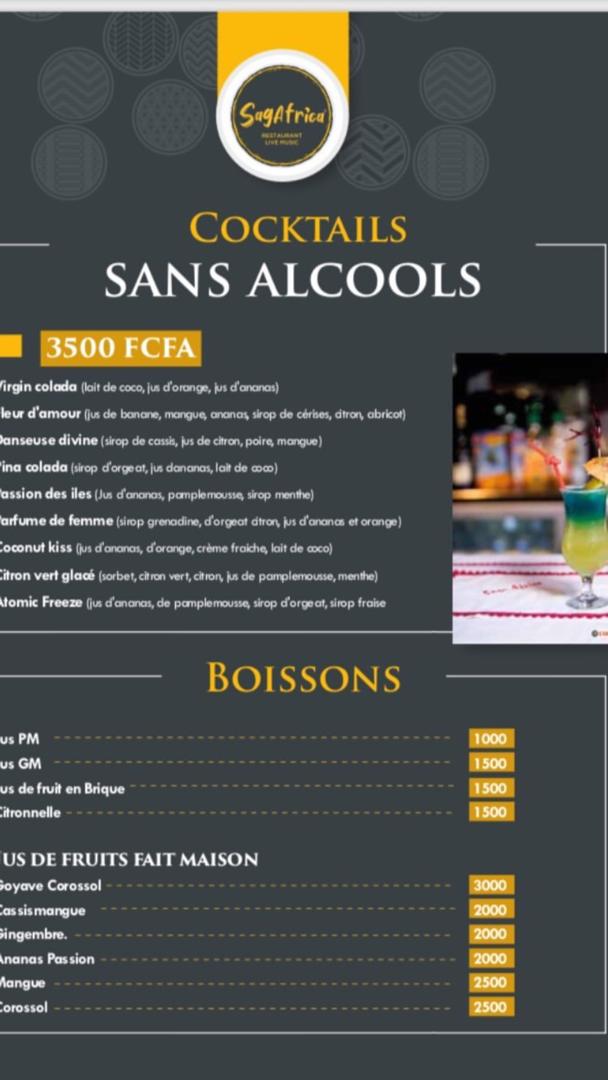 SagAfrica
RESTAURANT
LIVE MUSIC
COCKTAILS
SANS ALCOOLS
3500 FCFA
Virgin colada (lait de coco, jus d'orange, jus d'ananas)
leur d'amour (jus de banane, mangue, ananas, sirop de cérises, citron, abricot)
Danseuse divine (sirop de cassis, jus de citron, poire, mangue)
ina colada (sirop d'orgeat, jus dananas, lait de coco)
assion des iles (Jus d'ananas, pamplemousse, sirop menthe)
arfume de femme (sirop grenadine, d'orgeat citron, jus d'ananas et orange)
Coconut kiss (jus d'ananas, d'orange, crème fraiche, lait de coco)
Citron vert glacé (sorbet, citron vert, citron, jus de pamplemousse, menthe)
Atomic Freeze (jus d'ananas, de pamplemousse, sirop d'orgeat, sirop fraise
BOISSONS
us PM 1000
us GM 1500
us de fruit en Brique 1500
Citronnelle 1500
JUS DE FRUITS FAIT MAISON
Goyave Corossol 3000
Cassismangue 2000
Gingembre. 2000
Ananas Passion 2000
Mangue 2500
Corossol 2500